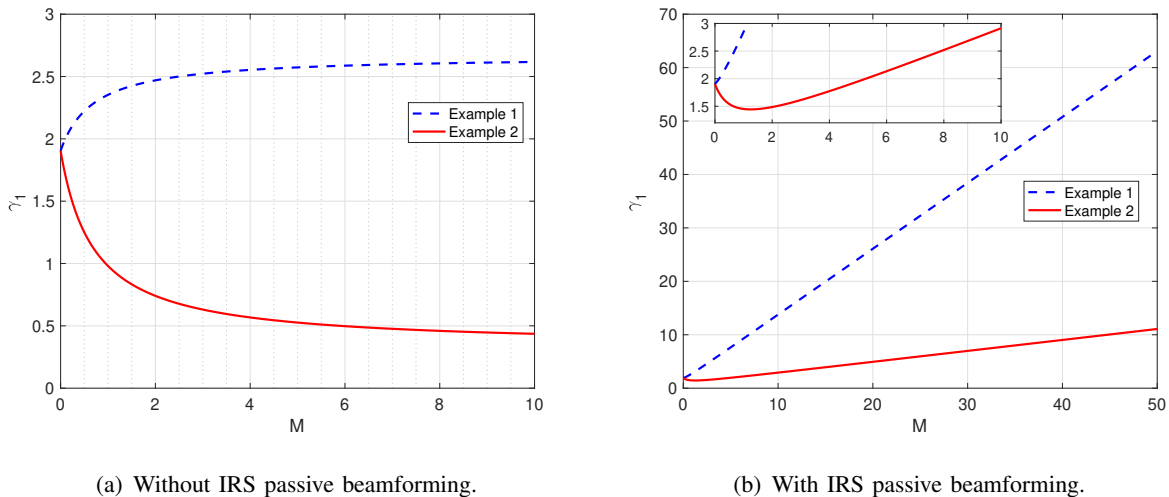 3
2.5
2
1.5
1
0.5
0
γ1
0 2 4 6 8 10
M
Example 1
Example 2
(a) Without IRS passive beamforming.
70
60
50
40
30
20
10
0
γ1
3
2.5
2
1.5
0 2 4 6 8 10
Example 1
Example 2
0 10 20 30 40 50
M
(b) With IRS passive beamforming.